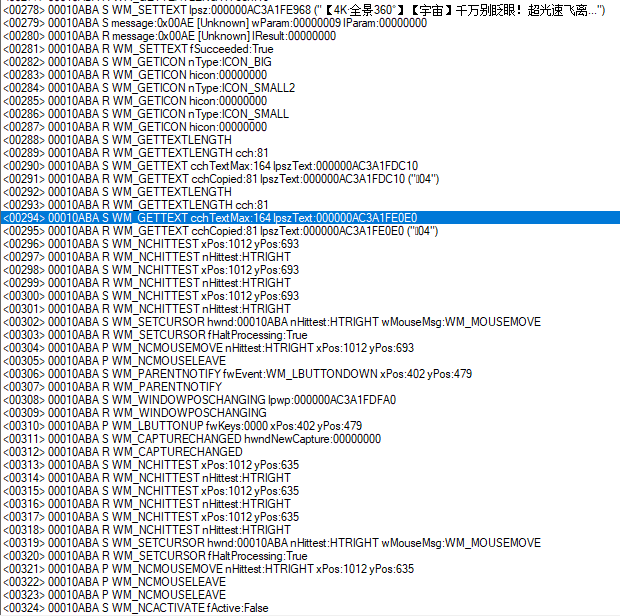 <00278> 00010ABA S WM_SETTEXT lpsz:000000AC3A1FE968 ("【4K·全景360°】【宇宙】千万别眨眼！超光速飞离...")
<00279> 00010ABA S message:0x00AE [Unknown] wParam:00000009 lParam:00000000
<00280> 00010ABA R message:0x00AE [Unknown] lResult:00000000
<00281> 00010ABA R WM_SETTEXT fSucceeded:True
<00282> 00010ABA S WM_GETICON nType:ICON_BIG
<00283> 00010ABA R WM_GETICON hicon:00000000
<00284> 00010ABA S WM_GETICON nType:ICON_SMALL2
<00285> 00010ABA R WM_GETICON hicon:00000000
<00286> 00010ABA S WM_GETICON nType:ICON_SMALL
<00287> 00010ABA R WM_GETICON hicon:00000000
<00288> 00010ABA S WM_GETTEXTLENGTH
<00289> 00010ABA R WM_GETTEXTLENGTH cch:81
<00290> 00010ABA S WM_GETTEXT cchTextMax:164 lpszText:000000AC3A1FDC10
<00291> 00010ABA R WM_GETTEXT cchCopied:81 lpszText:000000AC3A1FDC10 ("▯04")
<00292> 00010ABA S WM_GETTEXTLENGTH
<00293> 00010ABA R WM_GETTEXTLENGTH cch:81
<00294> 00010ABA S WM_GETTEXT cchTextMax:164 lpszText:000000AC3A1FE0E0
<00295> 00010ABA R WM_GETTEXT cchCopied:81 lpszText:000000AC3A1FE0E0 ("▯04")
<00296> 00010ABA S WM_NCHITTEST xPos:1012 yPos:693
<00297> 00010ABA R WM_NCHITTEST nHittest:HTRIGHT
<00298> 00010ABA S WM_NCHITTEST xPos:1012 yPos:693
<00299> 00010ABA R WM_NCHITTEST nHittest:HTRIGHT
<00300> 00010ABA S WM_NCHITTEST xPos:1012 yPos:693
<00301> 00010ABA R WM_NCHITTEST nHittest:HTRIGHT
<00302> 00010ABA S WM_SETCURSOR hwnd:00010ABA nHittest:HTRIGHT wMouseMsg:WM_MOUSEMOVE
<00303> 00010ABA R WM_SETCURSOR fHaltProcessing:True
<00304> 00010ABA P WM_NCMOUSEMOVE nHittest:HTRIGHT xPos:1012 yPos:693
<00305> 00010ABA P WM_NCMOUSELEAVE
<00306> 00010ABA S WM_PARENTNOTIFY fwEvent:WM_LBUTTONDOWN xPos:402 yPos:479
<00307> 00010ABA R WM_PARENTNOTIFY
<00308> 00010ABA S WM_WINDOWPOSCHANGING lpwp:000000AC3A1FDFA0
<00309> 00010ABA R WM_WINDOWPOSCHANGING
<00310> 00010ABA P WM_LBUTTONUP fwKeys:0000 xPos:402 yPos:479
<00311> 00010ABA S WM_CAPTURECHANGED hwndNewCapture:00000000
<00312> 00010ABA R WM_CAPTURECHANGED
<00313> 00010ABA S WM_NCHITTEST xPos:1012 yPos:635
<00314> 00010ABA R WM_NCHITTEST nHittest:HTRIGHT
<00315> 00010ABA S WM_NCHITTEST xPos:1012 yPos:635
<00316> 00010ABA R WM_NCHITTEST nHittest:HTRIGHT
<00317> 00010ABA S WM_NCHITTEST xPos:1012 yPos:635
<00318> 00010ABA R WM_NCHITTEST nHittest:HTRIGHT
<00319> 00010ABA S WM_SETCURSOR hwnd:00010ABA nHittest:HTRIGHT wMouseMsg:WM_MOUSEMOVE
<00320> 00010ABA R WM_SETCURSOR fHaltProcessing:True
<00321> 00010ABA P WM_NCMOUSEMOVE nHittest:HTRIGHT xPos:1012 yPos:635
<00322> 00010ABA P WM_NCMOUSELEAVE
<00323> 00010ABA P WM_NCMOUSELEAVE
<00324> 00010ABA S WM_NCACTIVATE fActive:False